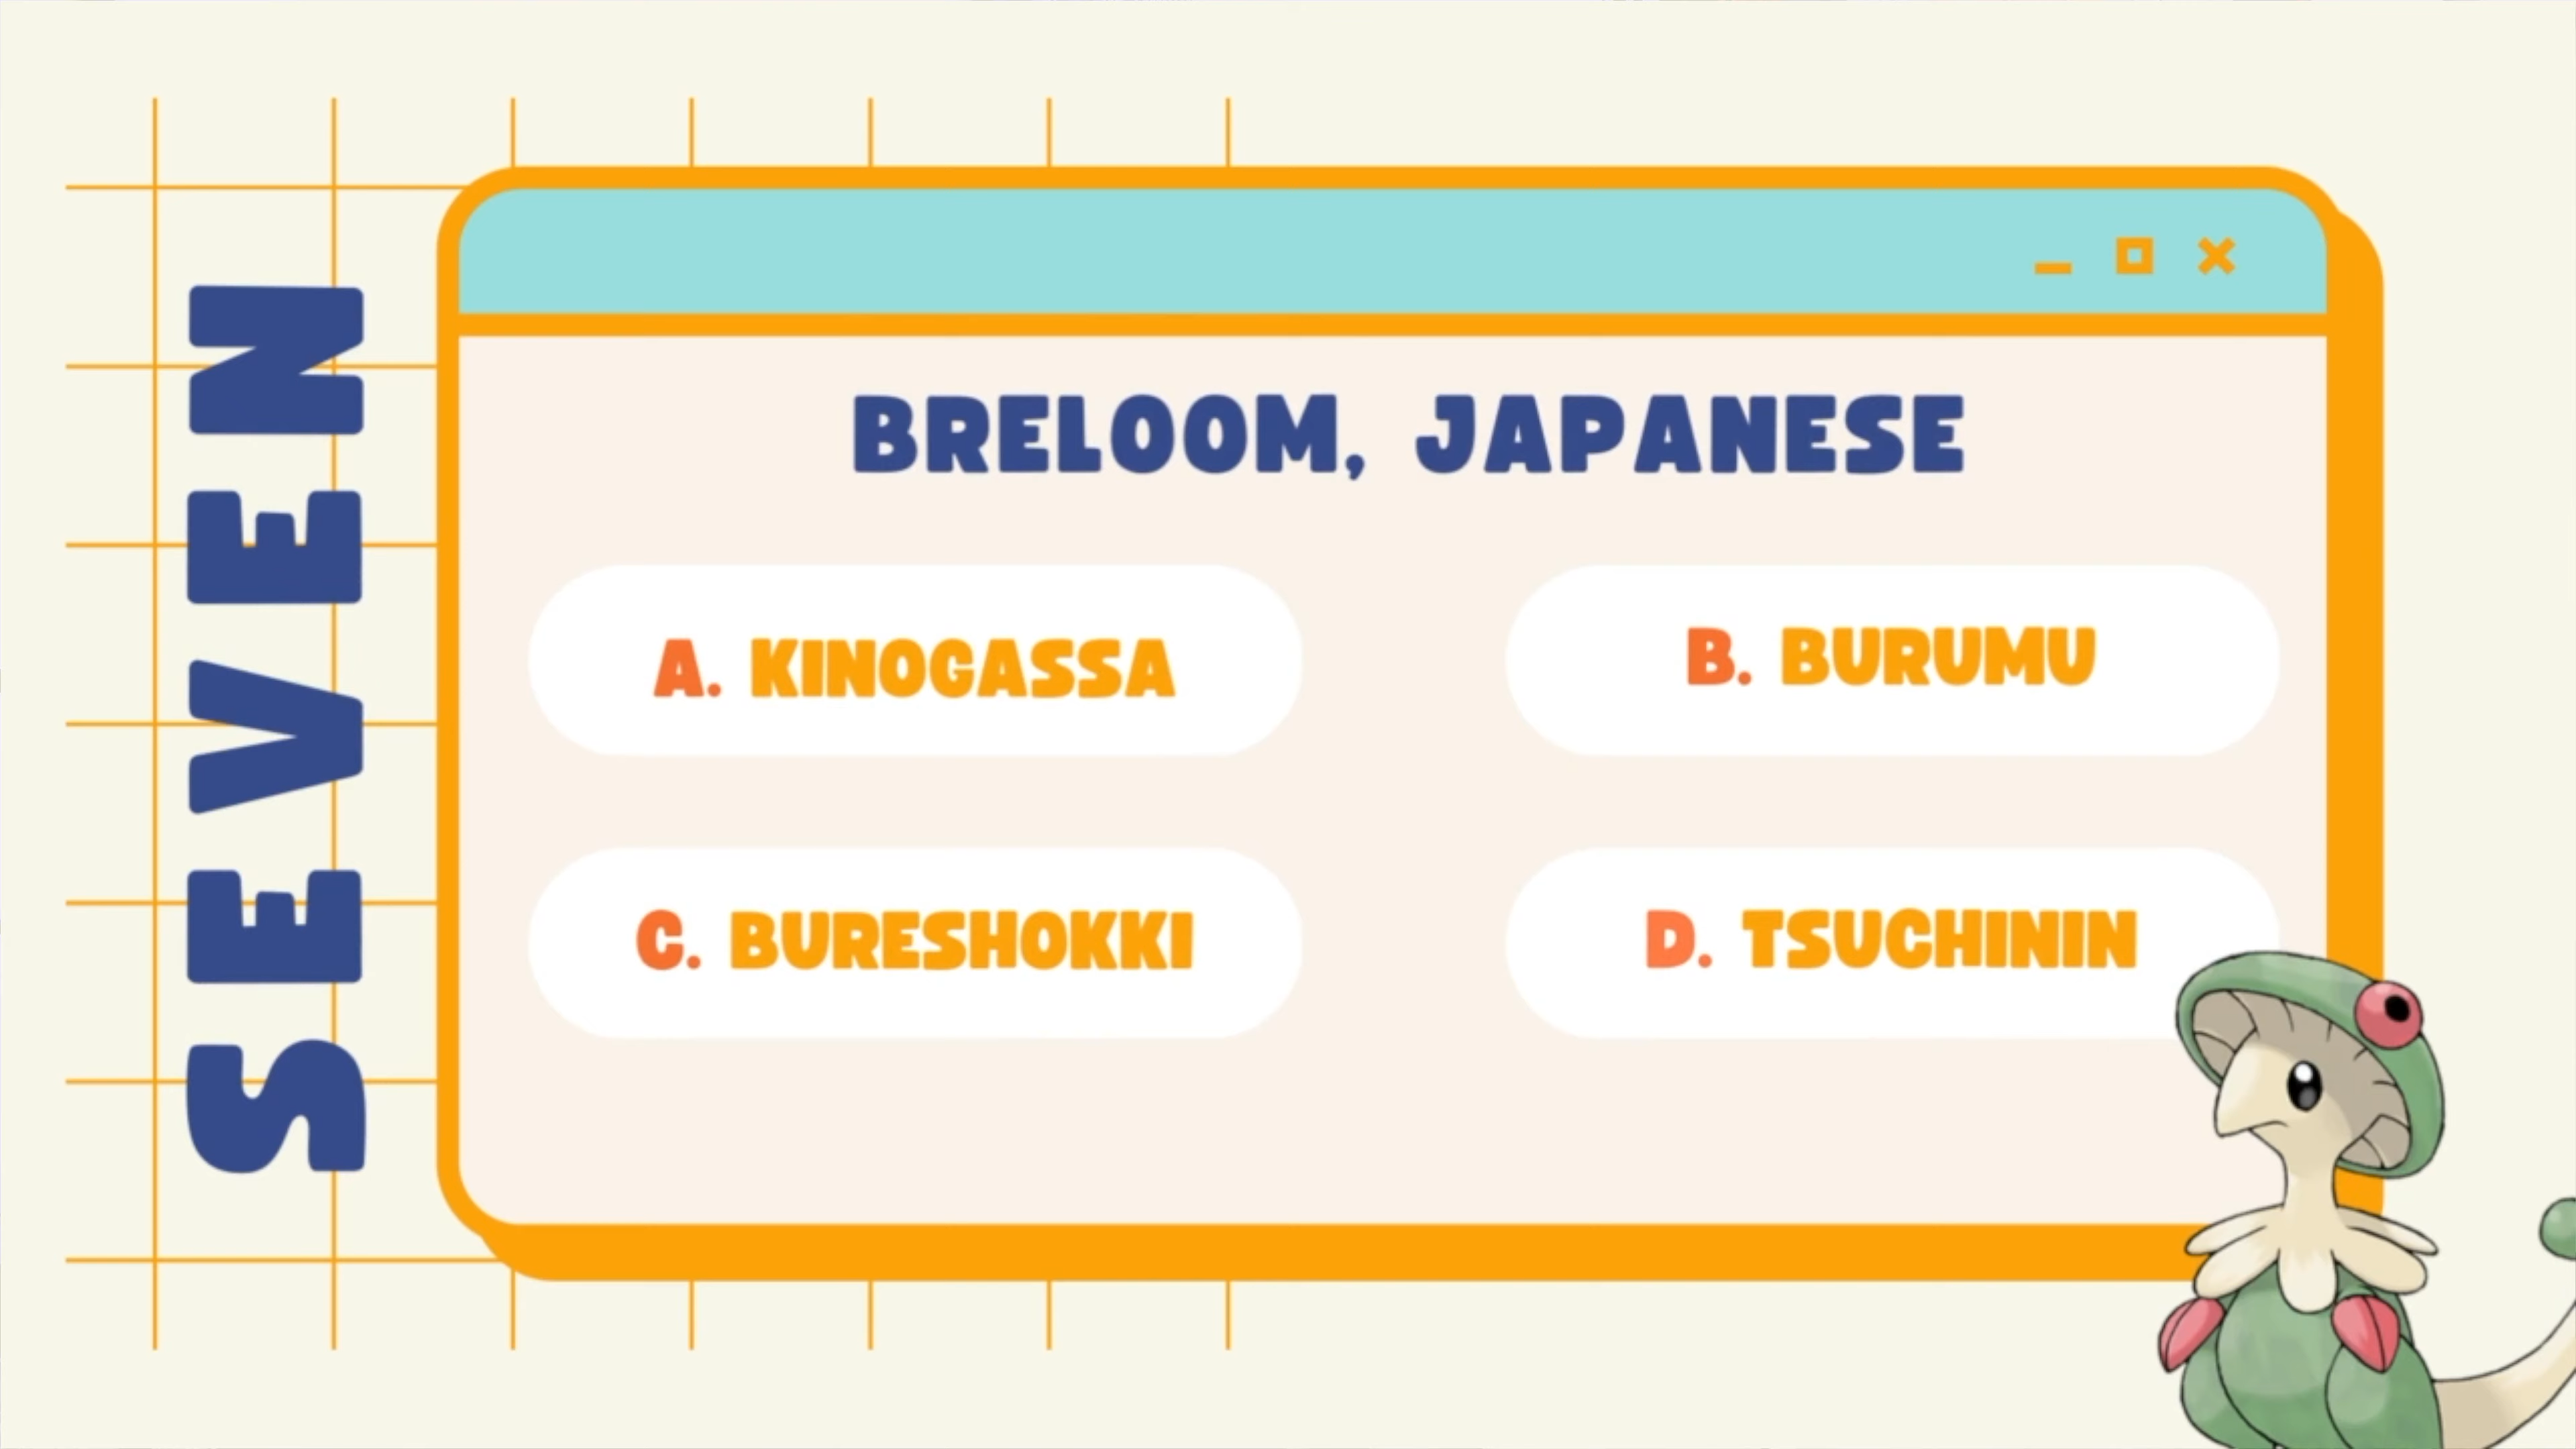 SEVEN
BRELOOM, JAPANESE
A. KINOGASSA
B. BURUMU
C. BURESHOKKI
D. TSUCHININ